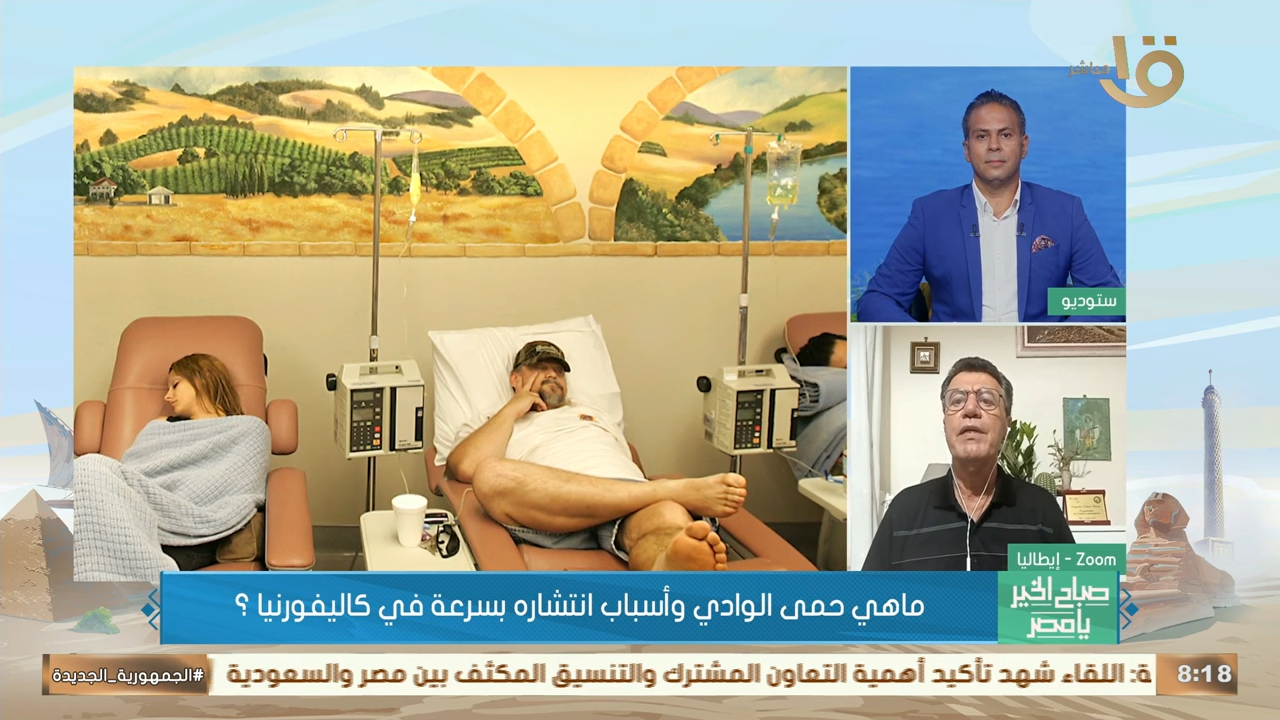 مباشر
ستوديو
Zoom - إيطاليا
صباح الخير
يا مصر
ماهي حمى الوادي وأسباب انتشاره بسرعة في كاليفورنيا ؟
8:18
ة: اللقاء شهد تأكيد أهمية التعاون المشترك والتنسيق المكثف بين مصر والسعودية
#الجمهورية_الجديدة